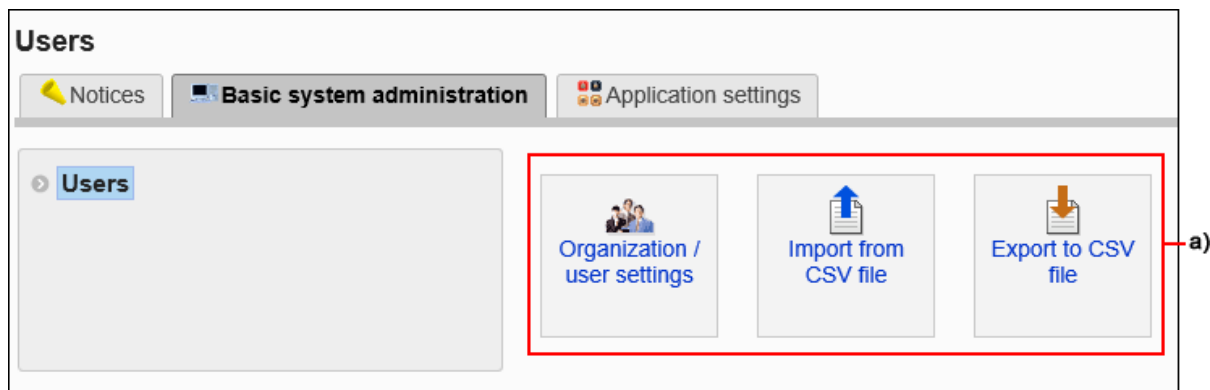 Users
Notices
Basic system administration
Application settings
Users
Organization /
user settings
Import from
CSV file
Export to CSV
file
a)